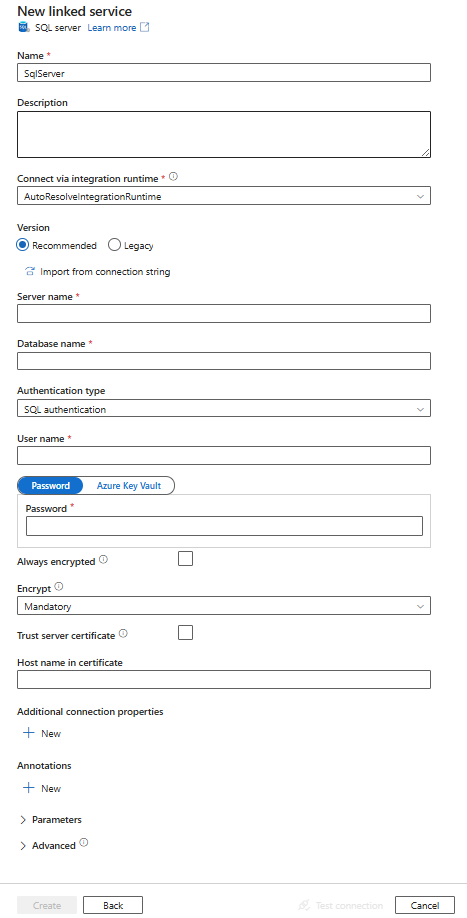 New linked service
SQL server Learn more
Name *
SqlServer
Description
Connect via integration runtime *
AutoResolveIntegrationRuntime
Version
Recommended Legacy
Import from connection string
Server name *
Database name *
Authentication type
SQL authentication
User name *
Password Azure Key Vault
Password *
Always encrypted
Encrypt
Mandatory
Trust server certificate
Host name in certificate
Additional connection properties
New
Annotations
New
Parameters
Advanced
Create Back Test connection Cancel